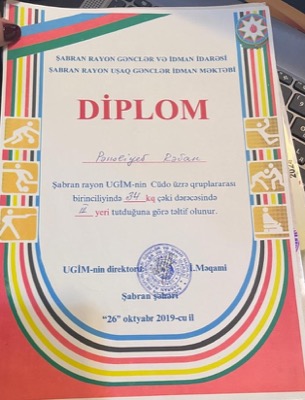 ŞABRAN RAYON GƏNCLƏR VƏ İDMAN İDARƏSİ
ŞABRAN RAYON UŞAQ GƏNCLƏR İDMAN MƏKTƏBİ
DİPLOM
Şabran rayon UGİM-nin Cüdo üzrə qruplararası
birinciliyində 54 kq çəki dərəcəsində
III yeri tutduğuna görə təltif olunur.
UGİM-nin direktoru İ.Məqami
Şabran şəhəri
"26" oktyabr 2019-cu il